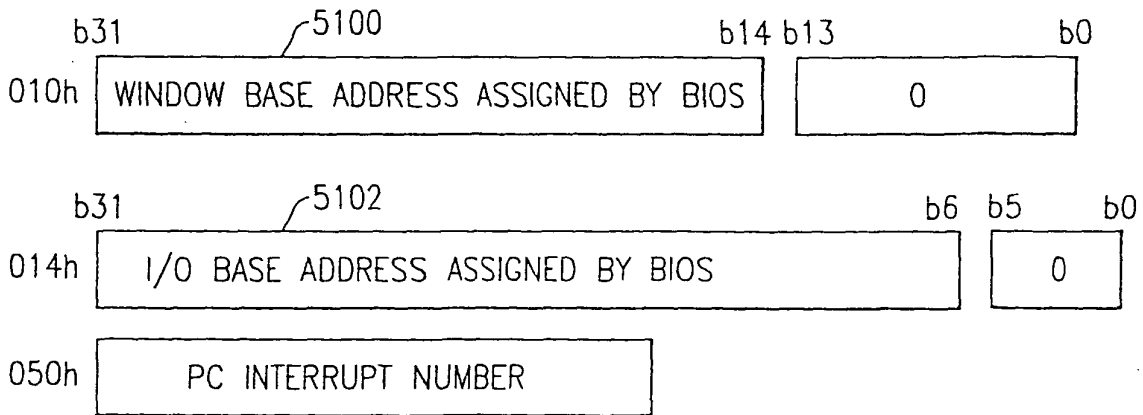 b31 5100 b14 b13 b0
010h WINDOW BASE ADDRESS ASSIGNED BY BIOS 0
b31 5102 b6 b5 b0
014h I/O BASE ADDRESS ASSIGNED BY BIOS 0
050h PC INTERRUPT NUMBER